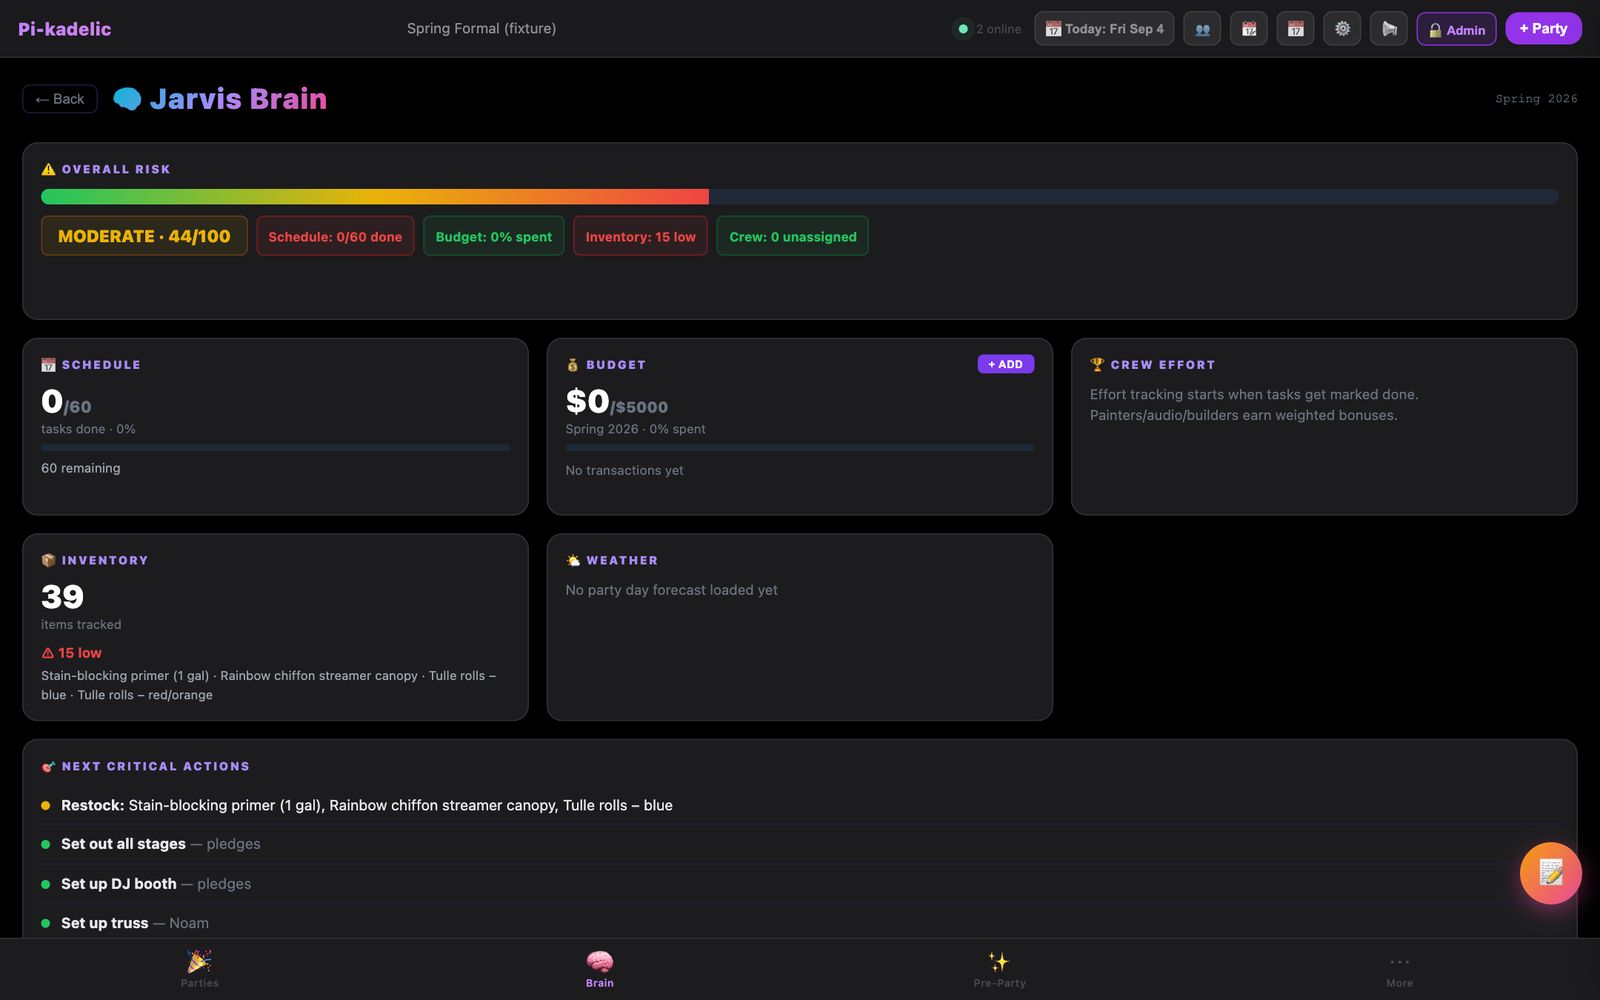 Pi-kadelic
Spring Formal (fixture)
2 online
Today: Fri Sep 4
Admin
+ Party
← Back
Jarvis Brain
Spring 2026
OVERALL RISK
MODERATE · 44/100
Schedule: 0/60 done
Budget: 0% spent
Inventory: 15 low
Crew: 0 unassigned
SCHEDULE
0/60
tasks done · 0%
60 remaining
BUDGET
+ ADD
$0/$5000
Spring 2026 · 0% spent
No transactions yet
CREW EFFORT
Effort tracking starts when tasks get marked done.
Painters/audio/builders earn weighted bonuses.
INVENTORY
39
items tracked
⚠ 15 low
Stain-blocking primer (1 gal) · Rainbow chiffon streamer canopy · Tulle rolls –
blue · Tulle rolls – red/orange
WEATHER
No party day forecast loaded yet
NEXT CRITICAL ACTIONS
Restock: Stain-blocking primer (1 gal), Rainbow chiffon streamer canopy, Tulle rolls – blue
Set out all stages — pledges
Set up DJ booth — pledges
Set up truss — Noam
Parties
Brain
Pre-Party
More